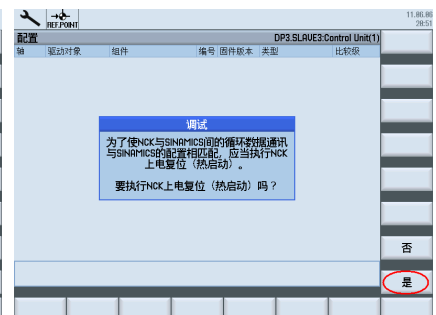 REF.POINT
11.06.06
20:51
配置 DP3.SLAVE3:Control Unit(1)
轴 驱动对象 组件 编号 固件版本 类型 比较级
调试
为了使NCK与SINAMICS间的循环数据通讯
与SINAMICS的配置相匹配，应当执行NCK
上电复位（热启动）。
要执行NCK上电复位（热启动）吗？
否
是